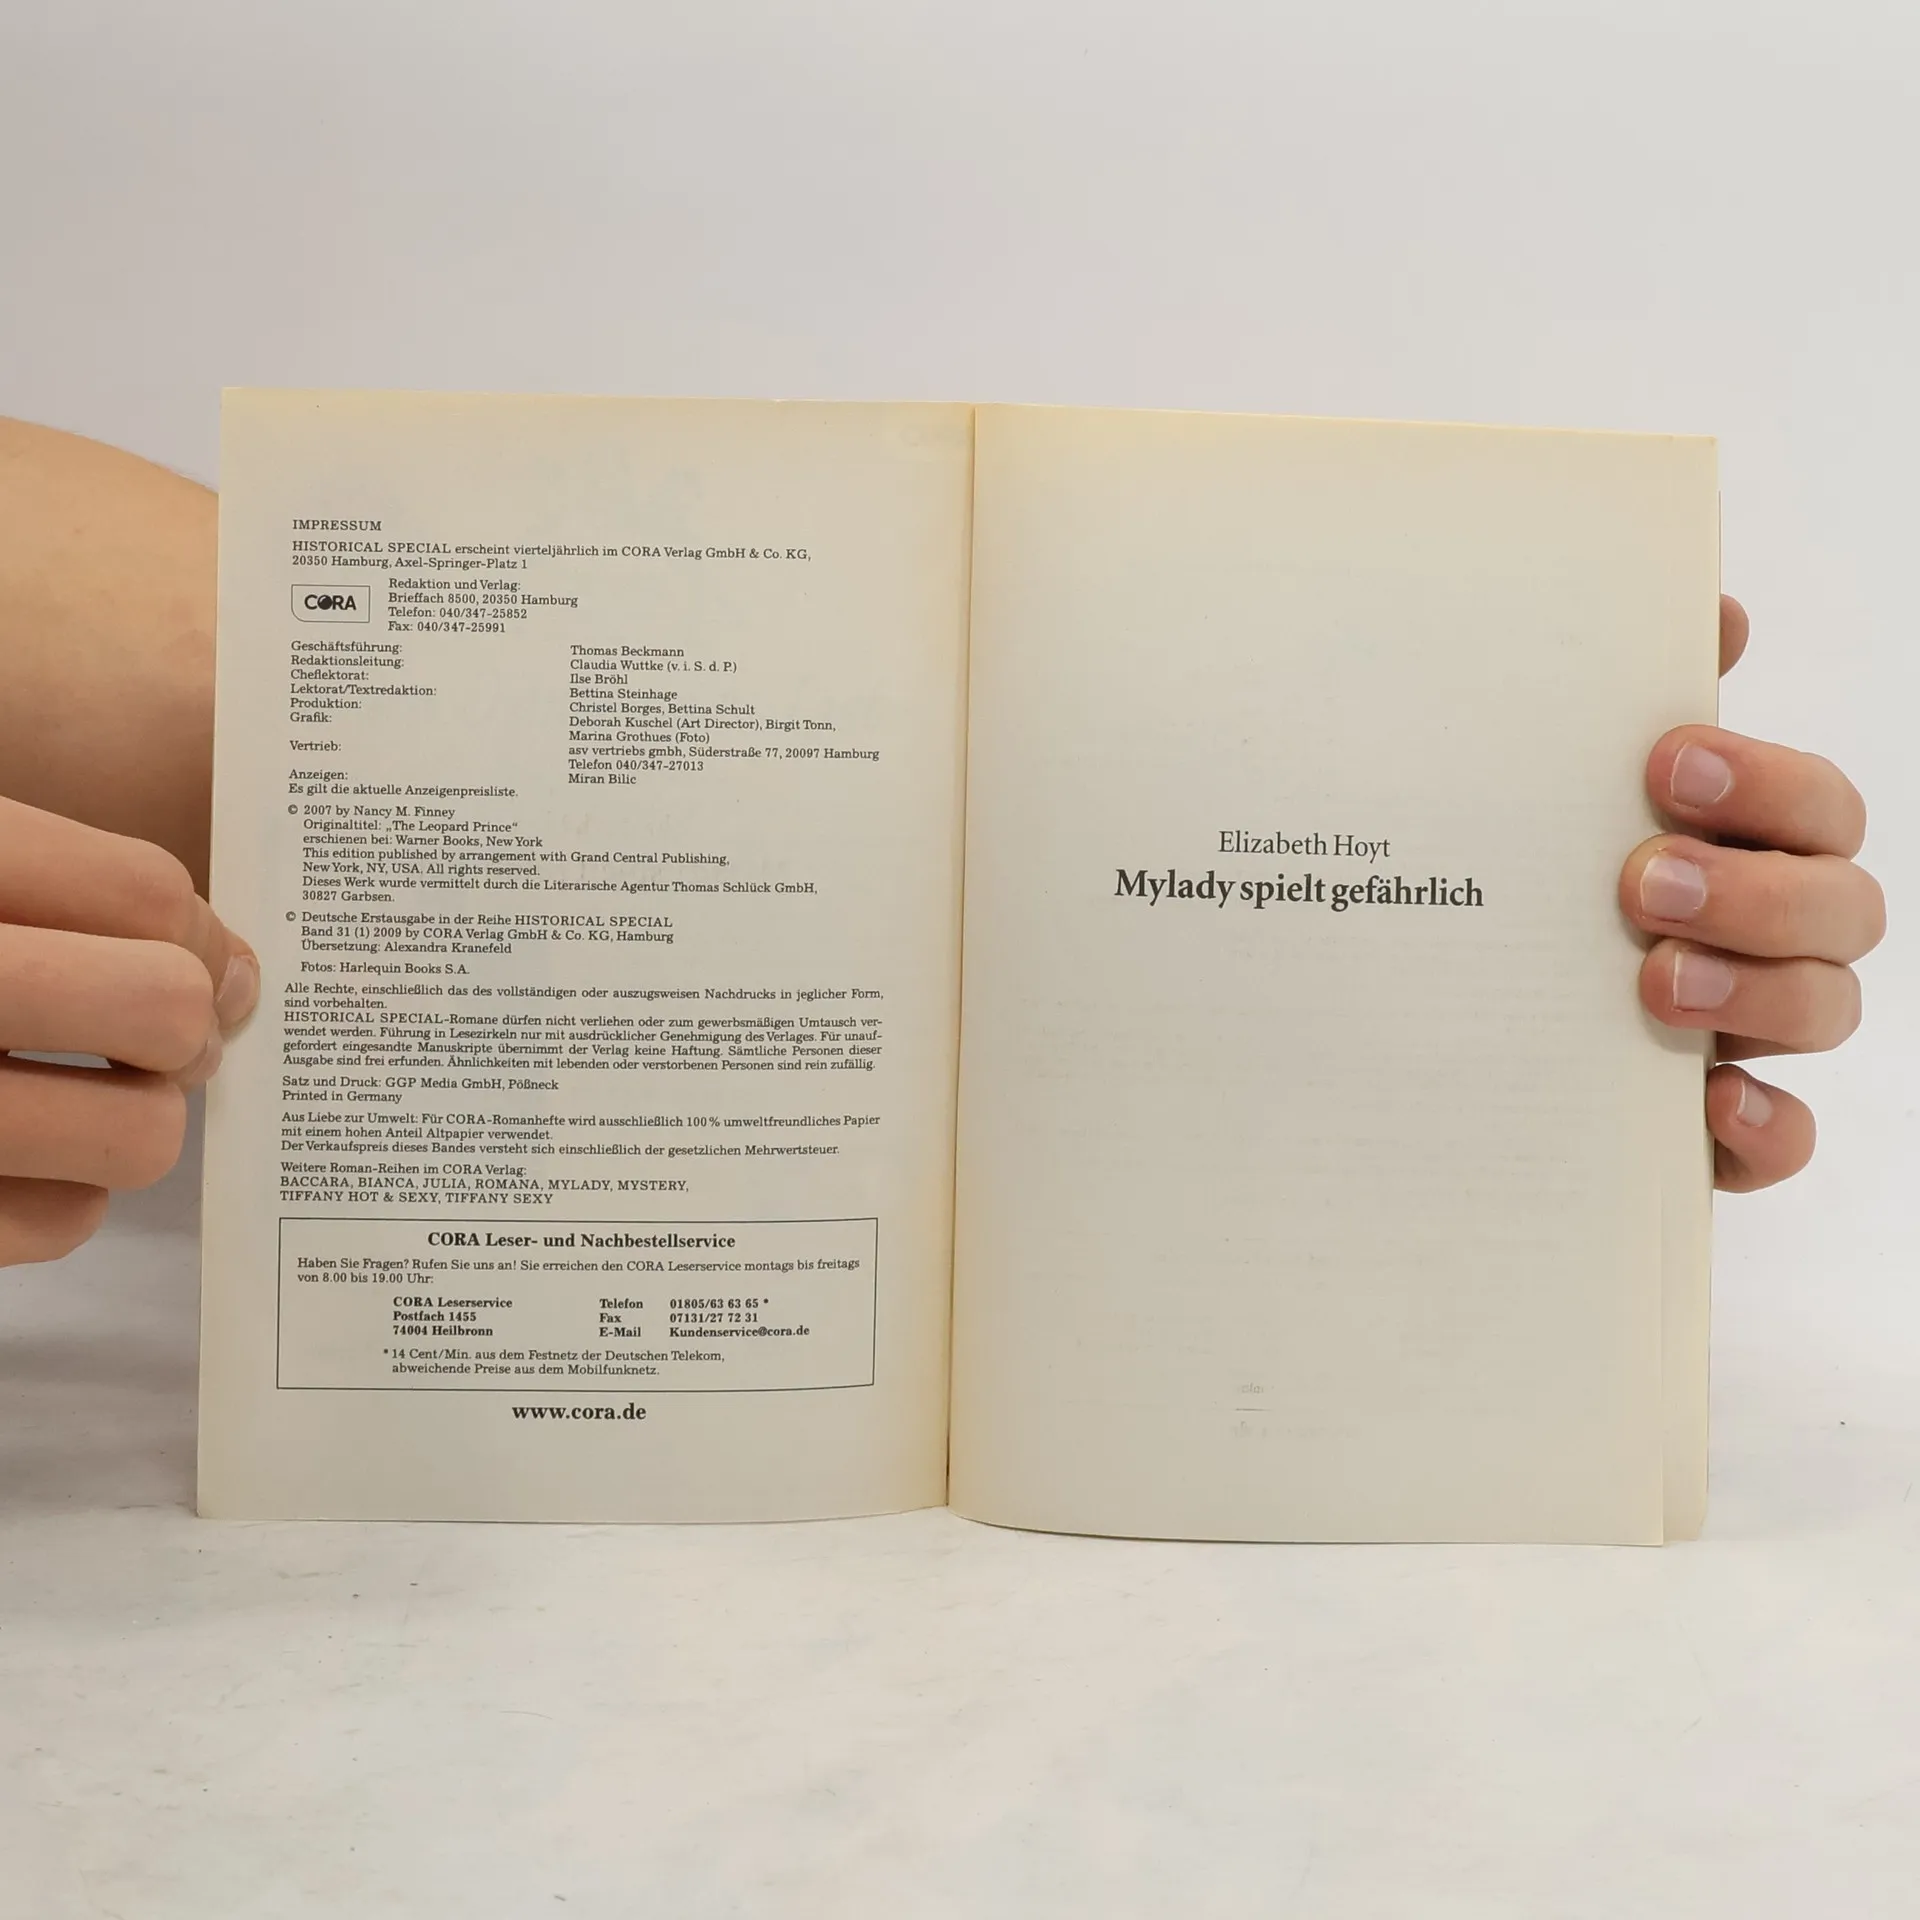 IMPRESSUM
HISTORICAL SPECIAL erscheint vierteljährlich im CORA Verlag GmbH & Co. KG,
20350 Hamburg, Axel-Springer-Platz 1
CORA
Redaktion und Verlag:
Brieffach 8500, 20350 Hamburg
Telefon: 040/347-25852
Fax: 040/347-25991
Geschäftsführung: Thomas Beckmann
Redaktionsleitung: Claudia Wuttke (v. i. S. d. P.)
Cheflektorat: Ilse Bröhl
Lektorat/Textredaktion: Bettina Steinhage
Produktion: Christel Borges, Bettina Schult
Grafik: Deborah Kuschel (Art Director), Birgit Tonn,
Marina Grothues (Foto)
Vertrieb: asv vertriebs gmbh, Süderstraße 77, 20097 Hamburg
Telefon 040/347-27013
Anzeigen: Miran Bilic
Es gilt die aktuelle Anzeigenpreisliste.
© 2007 by Nancy M. Finney
Originaltitel: „The Leopard Prince“
erschienen bei: Warner Books, New York
This edition published by arrangement with Grand Central Publishing,
New York, NY, USA. All rights reserved.
Dieses Werk wurde vermittelt durch die Literarische Agentur Thomas Schlück GmbH,
30827 Garbsen.
© Deutsche Erstausgabe in der Reihe HISTORICAL SPECIAL
Band 31 (1) 2009 by CORA Verlag GmbH & Co. KG, Hamburg
Übersetzung: Alexandra Kranefeld
Fotos: Harlequin Books S.A.
Alle Rechte, einschließlich das des vollständigen oder auszugsweisen Nachdrucks in jeglicher Form,
sind vorbehalten.
HISTORICAL SPECIAL-Romane dürfen nicht verliehen oder zum gewerbsmäßigen Umtausch ver-
wendet werden. Führung in Lesezirkeln nur mit ausdrücklicher Genehmigung des Verlages. Für unauf-
gefordert eingesandte Manuskripte übernimmt der Verlag keine Haftung. Sämtliche Personen dieser
Ausgabe sind frei erfunden. Ähnlichkeiten mit lebenden oder verstorbenen Personen sind rein zufällig.
Satz und Druck: GGP Media GmbH, Pößneck
Printed in Germany
Aus Liebe zur Umwelt: Für CORA-Romanhefte wird ausschließlich 100 % umweltfreundliches Papier
mit einem hohen Anteil Altpapier verwendet.
Der Verkaufspreis dieses Bandes versteht sich einschließlich der gesetzlichen Mehrwertsteuer.
Weitere Roman-Reihen im CORA Verlag:
BACCARA, BIANCA, JULIA, ROMANA, MYLADY, MYSTERY,
TIFFANY HOT & SEXY, TIFFANY SEXY
CORA Leser- und Nachbestellservice
Haben Sie Fragen? Rufen Sie uns an! Sie erreichen den CORA Leserservice montags bis freitags
von 8.00 bis 19.00 Uhr:
CORA Leserservice Telefon 01805/63 63 65 *
Postfach 1455 Fax 07131/27 72 31
74004 Heilbronn E-Mail Kundenservice@cora.de
* 14 Cent/Min. aus dem Festnetz der Deutschen Telekom,
abweichende Preise aus dem Mobilfunknetz.
www.cora.de
Elizabeth Hoyt
Mylady spielt gefährlich